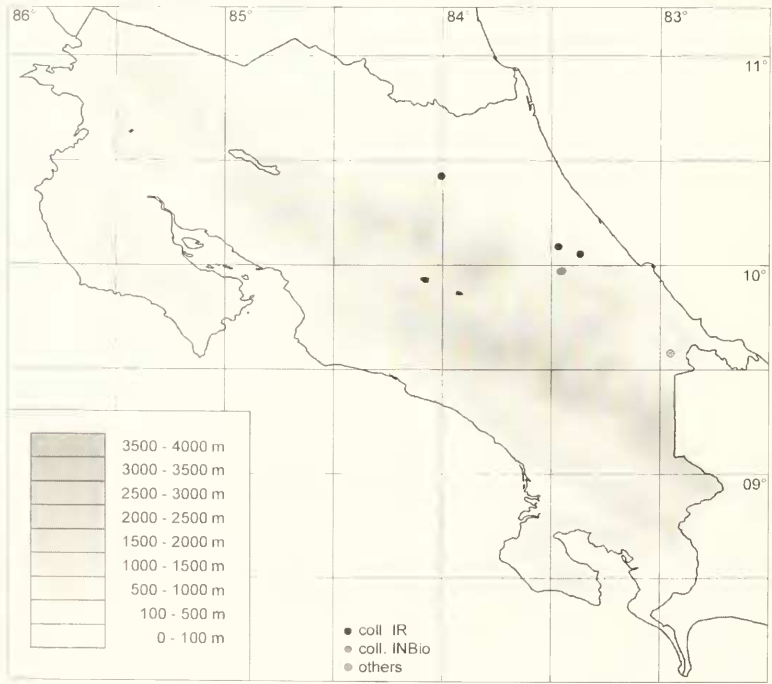 86° 85° 84° 83°
11°
10°
09°
3500 - 4000 m
3000 - 3500 m
2500 - 3000 m
2000 - 2500 m
1500 - 2000 m
1000 - 1500 m
500 - 1000 m
100 - 500 m
0 - 100 m
coll IR
coll. INBio
others